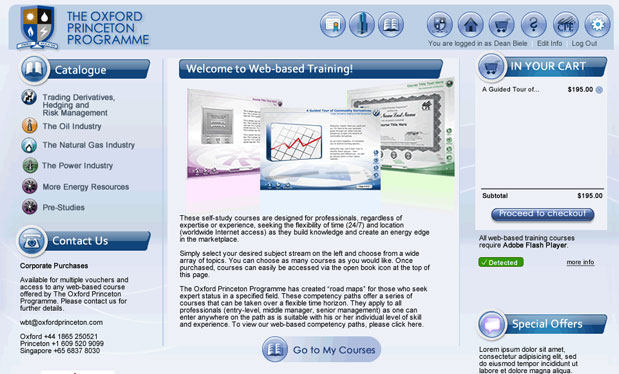 THE OXFORD
PRINCETON
PROGRAMME
CPE
You are logged in as Dean Biele Edit Info Log Out
Catalogue
Trading Derivatives,
Hedging and
Risk Management
The Oil Industry
The Natural Gas Industry
The Power Industry
More Energy Resources
Pre-Studies
Contact Us
Corporate Purchases
Available for multiple vouchers and
access to any web-based course
offered by The Oxford Princeton
Programme. Please contact us for
further details.
wbt@oxfordprinceton.com
Oxford +44 1865 250521
Princeton +1 609 520 9099
Singapore +65 6837 8030
Welcome to Web-based Training!
A Guided Tour of Commodity Derivatives
Course Title Here
These self-study courses are designed for professionals, regardless of
expertise or experience, seeking the flexibility of time (24/7) and location
(worldwide Internet access) as they build knowledge and create an energy edge
in the marketplace.
Simply select your desired subject stream on the left and choose from a wide
array of topics. You can choose as many courses as you would like. Once
purchased, courses can easily be accessed via the open book icon at the top of
this page.
The Oxford Princeton Programme has created “road maps” for those who seek
expert status in a specified field. These competency paths offer a series of
courses that can be taken over a flexible time horizon. They apply to all
professionals (entry-level, middle manager, senior management) as one can
enter anywhere on the path as is suitable with his or her individual level of skill
and experience. To view our web-based competency paths, please click here.
Go to My Courses
IN YOUR CART
A Guided Tour of... $195.00
Subtotal $195.00
Proceed to checkout
All web-based training courses
require Adobe Flash Player.
Detected more info
Special Offers
Lorem ipsum dolor sit amet,
consectetur adipisicing elit, sed
do eiusmod tempor incididunt ut
labore et dolore magna aliqua.